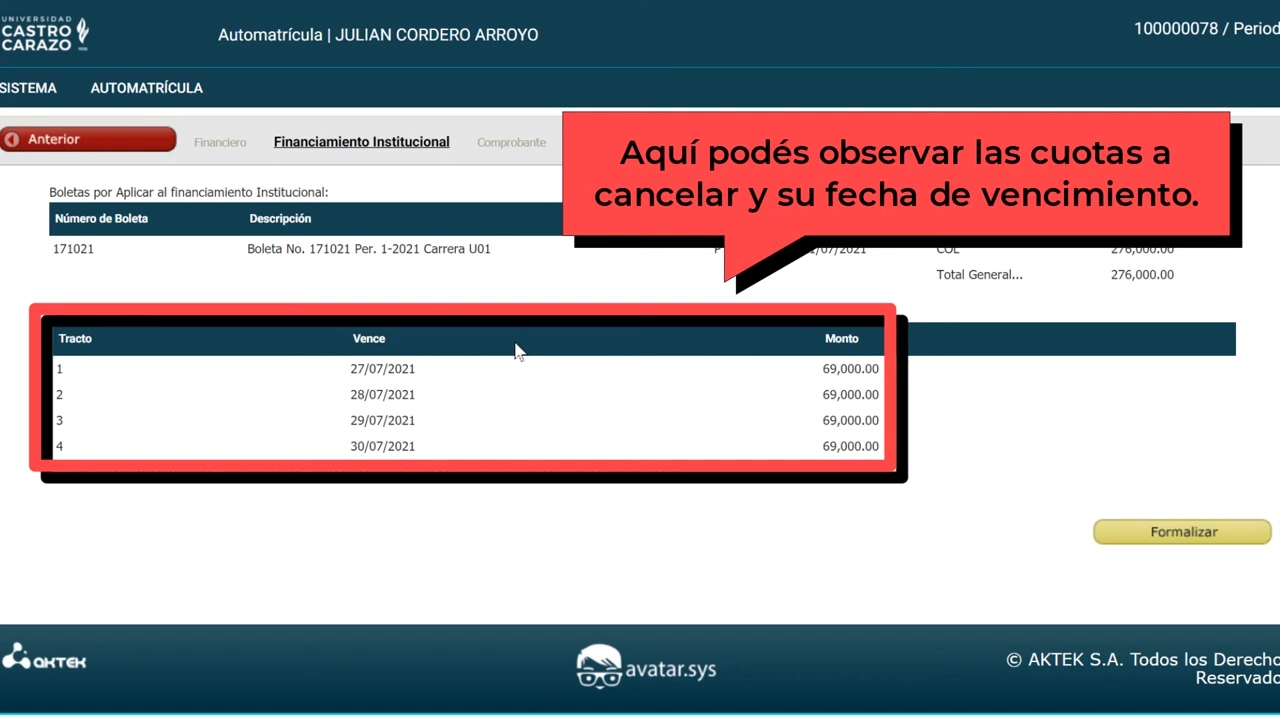 UNIVERSIDAD
CASTRO
CARAZO
Automatrícula | JULIAN CORDERO ARROYO
100000078 / Period
SISTEMA AUTOMATRÍCULA
Anterior Financiero Financiamiento Institucional Comprobante
Aquí podés observar las cuotas a
cancelar y su fecha de vencimiento.
Boletas por Aplicar al financiamiento Institucional:
Número de Boleta Descripción
171021 Boleta No. 171021 Per. 1-2021 Carrera U01 /07/2021 COL 276,000.00
Total General... 276,000.00
Tracto Vence Monto
1 27/07/2021 69,000.00
2 28/07/2021 69,000.00
3 29/07/2021 69,000.00
4 30/07/2021 69,000.00
Formalizar
AKTEK
avatar.sys
© AKTEK S.A. Todos los Derecho
Reservado